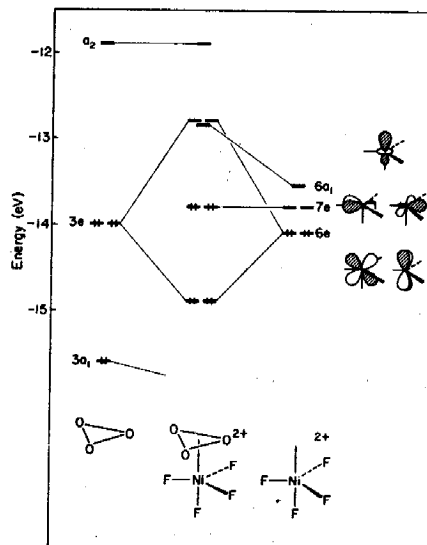 Energy (eV)
-12
-13
-14
-15
a₂
3e
3a₁
6a₁
7e
6e
O
O
O
O
O
O
2+
F
Ni
F
F
F
2+
F
Ni
F
F
F